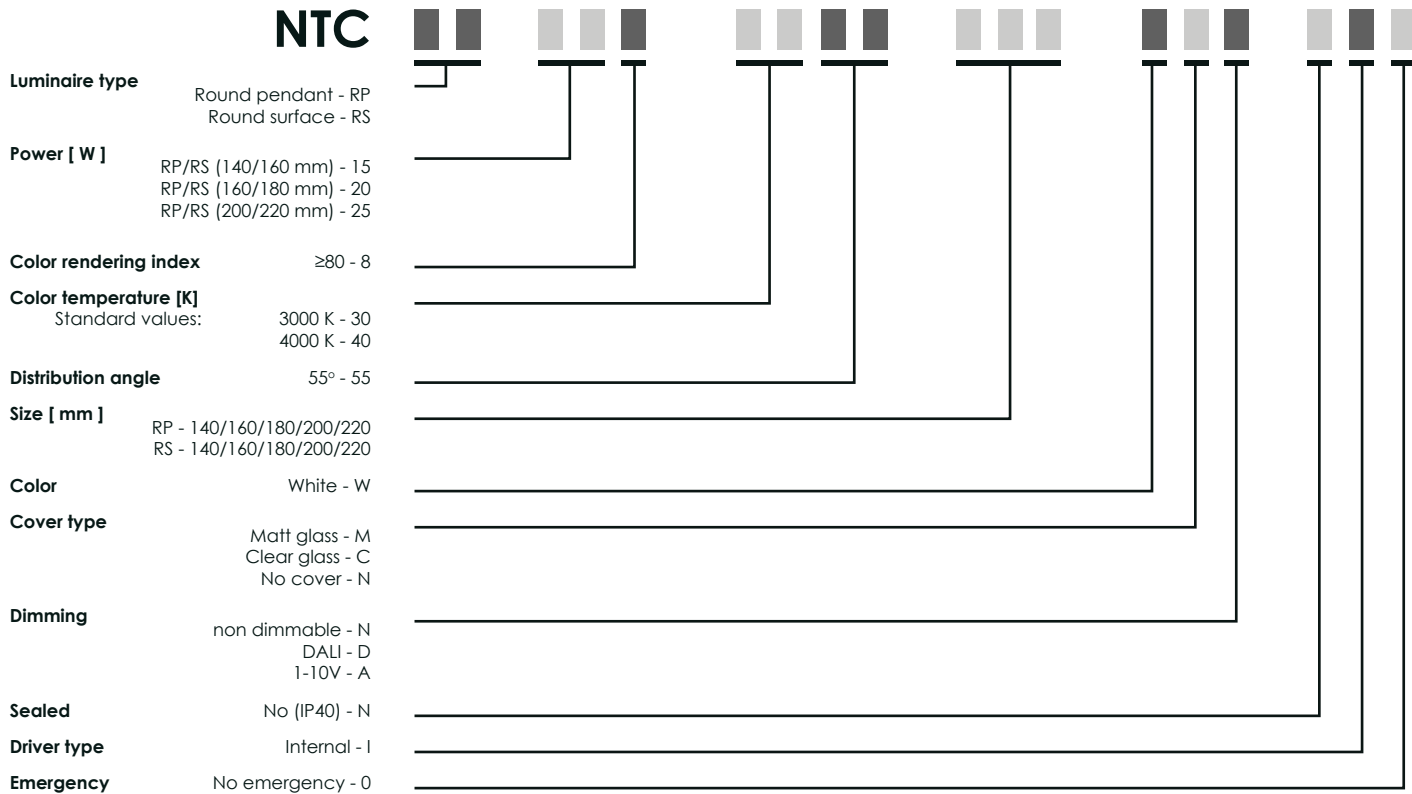 NTC
Luminaire type
Round pendant - RP
Round surface - RS
Power [ W ]
RP/RS (140/160 mm) - 15
RP/RS (160/180 mm) - 20
RP/RS (200/220 mm) - 25
Color rendering index ≥80 - 8
Color temperature [K]
Standard values: 3000 K - 30
4000 K - 40
Distribution angle 55° - 55
Size [ mm ]
RP - 140/160/180/200/220
RS - 140/160/180/200/220
Color White - W
Cover type
Matt glass - M
Clear glass - C
No cover - N
Dimming
non dimmable - N
DALI - D
1-10V - A
Sealed No (IP40) - N
Driver type Internal - I
Emergency No emergency - 0